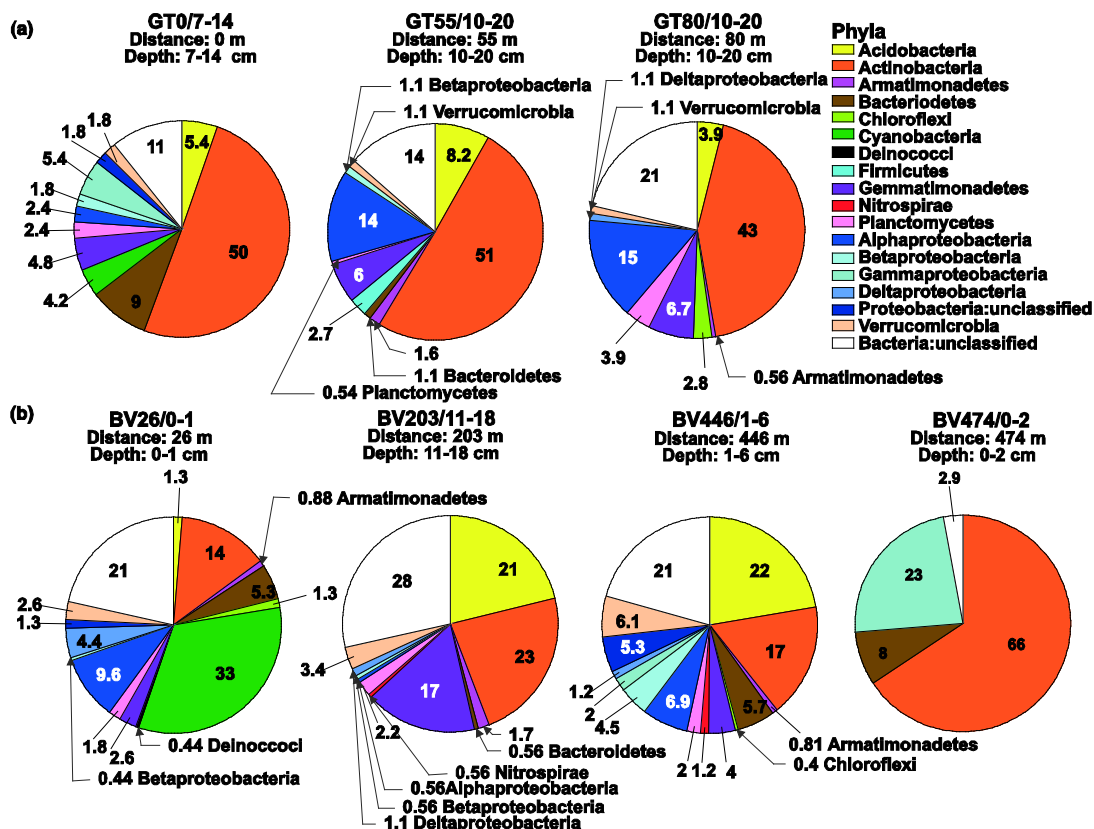 (a)
GT0/7-14
Distance: 0 m
Depth: 7-14 cm
GT55/10-20
Distance: 55 m
Depth: 10-20 cm
GT80/10-20
Distance: 80 m
Depth: 10-20 cm
Phyla
Acidobacteria
Actinobacteria
Armatimonadetes
Bacteriodetes
Chloroflexi
Cyanobacteria
Deinococci
Firmicutes
Gemmatimonadetes
Nitrospirae
Planctomycetes
Alphaproteobacteria
Betaproteobacteria
Gammaproteobacteria
Deltaproteobacteria
Proteobacteria:unclassified
Verrucomicrobia
Bacteria:unclassified
5.4
50
9
4.2
4.8
2.4
2.4
1.8
5.4
1.8
1.8
11
1.1 Betaproteobacteria
1.1 Verrucomicrobia
14
8.2
51
1.6
1.1 Bacteroidetes
2.7
6
0.54 Planctomycetes
14
1.1 Deltaproteobacteria
1.1 Verrucomicrobia
21
3.9
43
0.56 Armatimonadetes
2.8
6.7
3.9
15
(b)
BV26/0-1
Distance: 26 m
Depth: 0-1 cm
BV203/11-18
Distance: 203 m
Depth: 11-18 cm
BV446/1-6
Distance: 446 m
Depth: 1-6 cm
BV474/0-2
Distance: 474 m
Depth: 0-2 cm
1.3
14
0.88 Armatimonadetes
5.3
1.3
33
0.44 Deinoccoci
2.6
1.8
9.6
0.44 Betaproteobacteria
4.4
1.3
2.6
21
21
23
1.7
0.56 Bacteroidetes
17
0.56 Nitrospirae
2.2
0.56Alphaproteobacteria
0.56 Betaproteobacteria
1.1 Deltaproteobacteria
3.4
28
22
17
0.81 Armatimonadetes
5.7
0.4 Chloroflexi
4
1.2
2
6.9
4.5
2
1.2
5.3
6.1
21
2.9
66
8
23